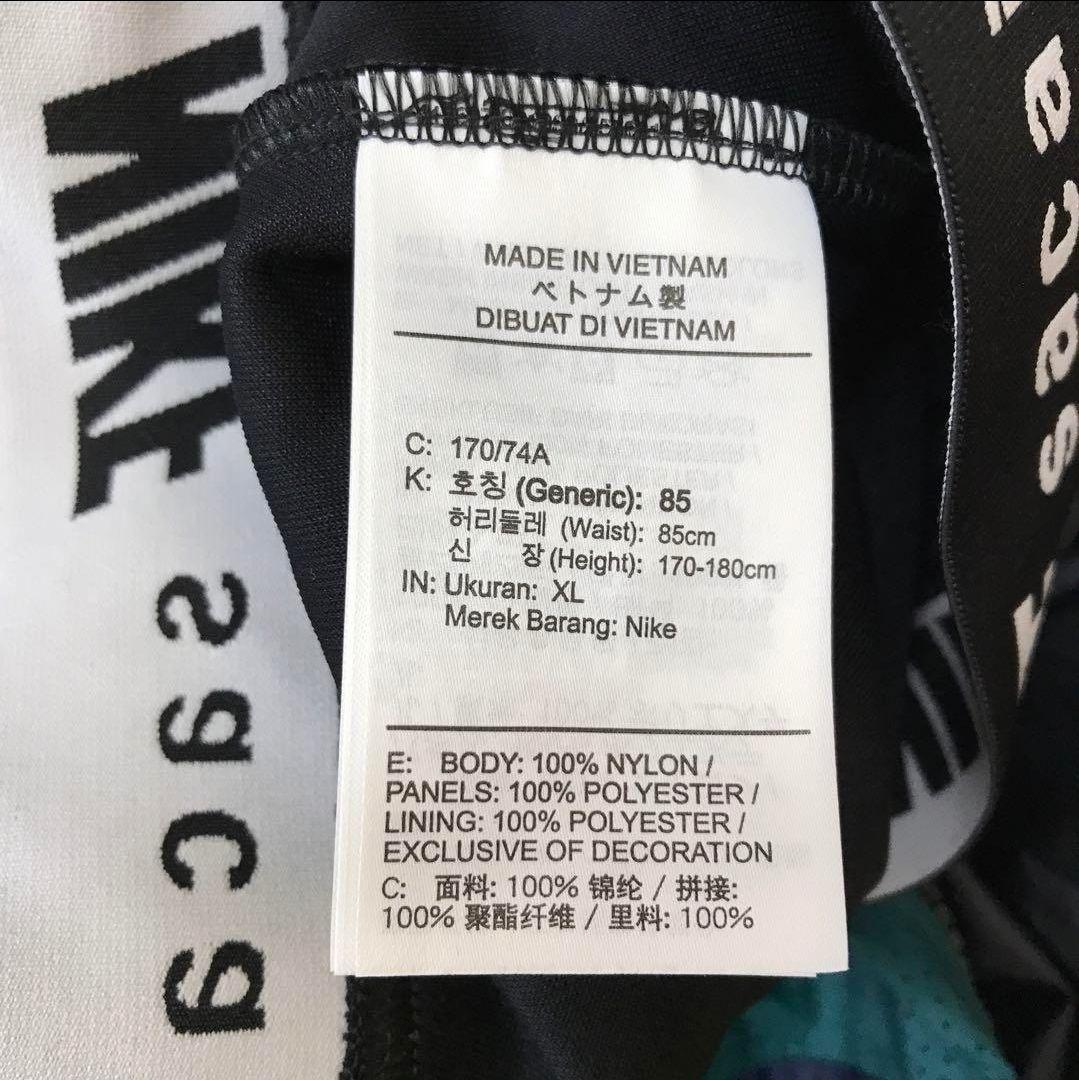 MADE IN VIETNAM
ベトナム製
DIBUAT DI VIETNAM
C: 170/74A
K: 호칭 (Generic): 85
허리둘레 (Waist): 85cm
신 장 (Height): 170-180cm
IN: Ukuran: XL
Merek Barang: Nike
E: BODY: 100% NYLON /
PANELS: 100% POLYESTER /
LINING: 100% POLYESTER /
EXCLUSIVE OF DECORATION
C: 面料: 100% 锦纶 / 拼接:
100% 聚酯纤维 / 里料: 100%
NIKE
sacai